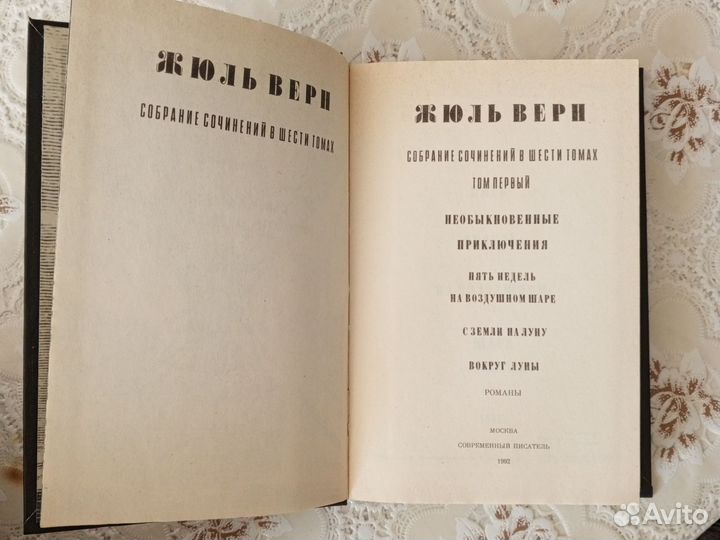 ЖЮЛЬ ВЕРН
СОБРАНИЕ СОЧИНЕНИЙ В ШЕСТИ ТОМАХ
ЖЮЛЬ ВЕРН
СОБРАНИЕ СОЧИНЕНИЙ В ШЕСТИ ТОМАХ
ТОМ ПЕРВЫЙ
НЕОБЫКНОВЕННЫЕ
ПРИКЛЮЧЕНИЯ
ПЯТЬ НЕДЕЛЬ
НА ВОЗДУШНОМ ШАРЕ
С ЗЕМЛИ НА ЛУНУ
ВОКРУГ ЛУНЫ
РОМАНЫ
МОСКВА
СОВРЕМЕННЫЙ ПИСАТЕЛЬ
1992
Avito